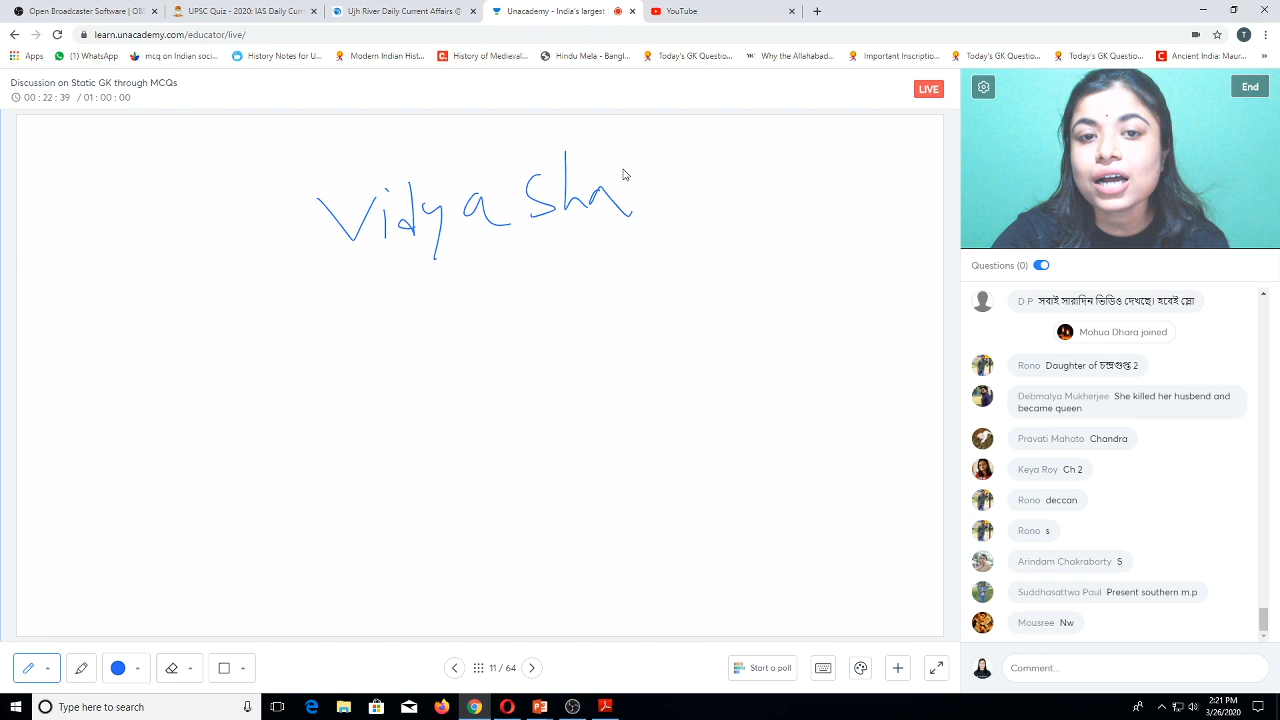 Open Broadcaster Software | OBS
UPSC Quiz - 2020: IAS Daily Curr
Ujh River Daily Current Affairs @
Unacademy - India's largest
YouTube
learn.unacademy.com/educator/live/
T
Apps
(1) WhatsApp
mcq on indian soci...
History Notes for U...
Modern Indian Hist...
History of Medieval...
Hindu Mela - Bangl...
Today's GK Questio...
Why the Allahabad...
Important Inscriptio...
Today's GK Questio...
Today's GK Questio...
Ancient India: Maur...
Discussion on Static GK through MCQs
00 : 22 : 39 / 01 : 00 : 00
LIVE
End
Vidya Sha
Questions (0)
D P সবাই সারাদিন ভিডিও দেখছে। হবেই স্লো
Mohua Dhara joined
Rono Daughter of চন্দ্রগুপ্ত 2
Debmalya Mukherjee She killed her husbend and
became queen
Pravati Mahato Chandra
Keya Roy Ch 2
Rono deccan
Rono s
Arindam Chakraborty S
Suddhasattwa Paul Present southern m.p
Mousree Nw
11 / 64
Start a poll
Comment...
Type here to search
2:21 PM
3/26/2020